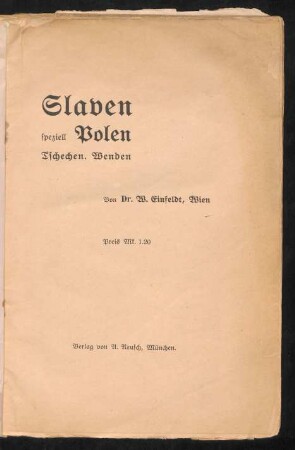 Slaven
speziell Polen
Tschechen. Wenden
Von Dr. W. Einfeldt, Wien
Preis Mk. 1.20
Verlag von A. Reusch, München.